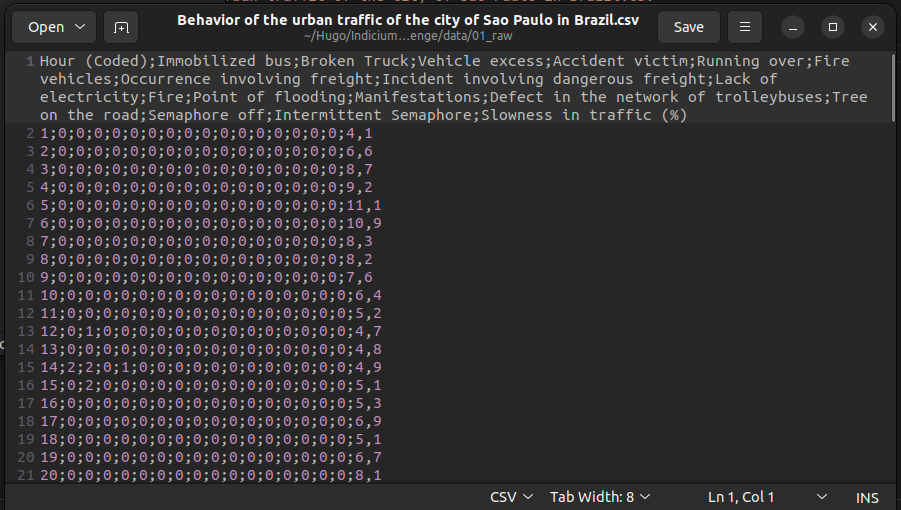 Open
Behavior of the urban traffic of the city of Sao Paulo in Brazil.csv
~/Hugo/Indicium...enge/data/01_raw
Save
1 Hour (Coded);Immobilized bus;Broken Truck;Vehicle excess;Accident victim;Running over;Fire
vehicles;Occurrence involving freight;Incident involving dangerous freight;Lack of
electricity;Fire;Point of flooding;Manifestations;Defect in the network of trolleybuses;Tree
on the road;Semaphore off;Intermittent Semaphore;Slowness in traffic (%)
2 1;0;0;0;0;0;0;0;0;0;0;0;0;0;0;0;0;4,1
3 2;0;0;0;0;0;0;0;0;0;0;0;0;0;0;0;0;6,6
4 3;0;0;0;0;0;0;0;0;0;0;0;0;0;0;0;0;8,7
5 4;0;0;0;0;0;0;0;0;0;0;0;0;0;0;0;0;9,2
6 5;0;0;0;0;0;0;0;0;0;0;0;0;0;0;0;0;11,1
7 6;0;0;0;0;0;0;0;0;0;0;0;0;0;0;0;0;10,9
8 7;0;0;0;0;0;0;0;0;0;0;0;0;0;0;0;0;8,3
9 8;0;0;0;0;0;0;0;0;0;0;0;0;0;0;0;0;8,2
10 9;0;0;0;0;0;0;0;0;0;0;0;0;0;0;0;0;7,6
11 10;0;0;0;0;0;0;0;0;0;0;0;0;0;0;0;0;6,4
12 11;0;0;0;0;0;0;0;0;0;0;0;0;0;0;0;0;5,2
13 12;0;1;0;0;0;0;0;0;0;0;0;0;0;0;0;0;4,7
14 13;0;0;0;0;0;0;0;0;0;0;0;0;0;0;0;0;4,8
15 14;2;2;0;1;0;0;0;0;0;0;0;0;0;0;0;0;4,9
16 15;0;2;0;0;0;0;0;0;0;0;0;0;0;0;0;0;5,1
17 16;0;0;0;0;0;0;0;0;0;0;0;0;0;0;0;0;5,3
18 17;0;0;0;0;0;0;0;0;0;0;0;0;0;0;0;0;6,9
19 18;0;0;0;0;0;0;0;0;0;0;0;0;0;0;0;0;5,1
20 19;0;0;0;0;0;0;0;0;0;0;0;0;0;0;0;0;6,7
21 20;0;0;0;0;0;0;0;0;0;0;0;0;0;0;0;0;8,1
CSV Tab Width: 8 Ln 1, Col 1 INS